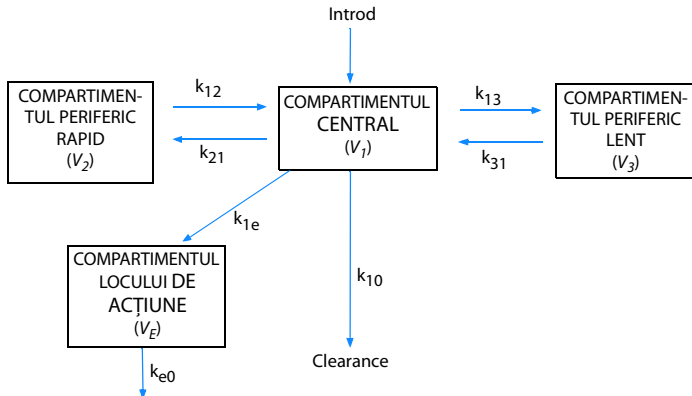 Introd
k12
k21
COMPARTIMEN-
TUL PERIFERIC
RAPID
(V2)
COMPARTIMENTUL
CENTRAL
(V1)
k13
k31
COMPARTIMEN-
TUL PERIFERIC
LENT
(V3)
k1e
k10
COMPARTIMENTUL
LOCULUI DE
ACȚIUNE
(VE)
Clearance
ke0